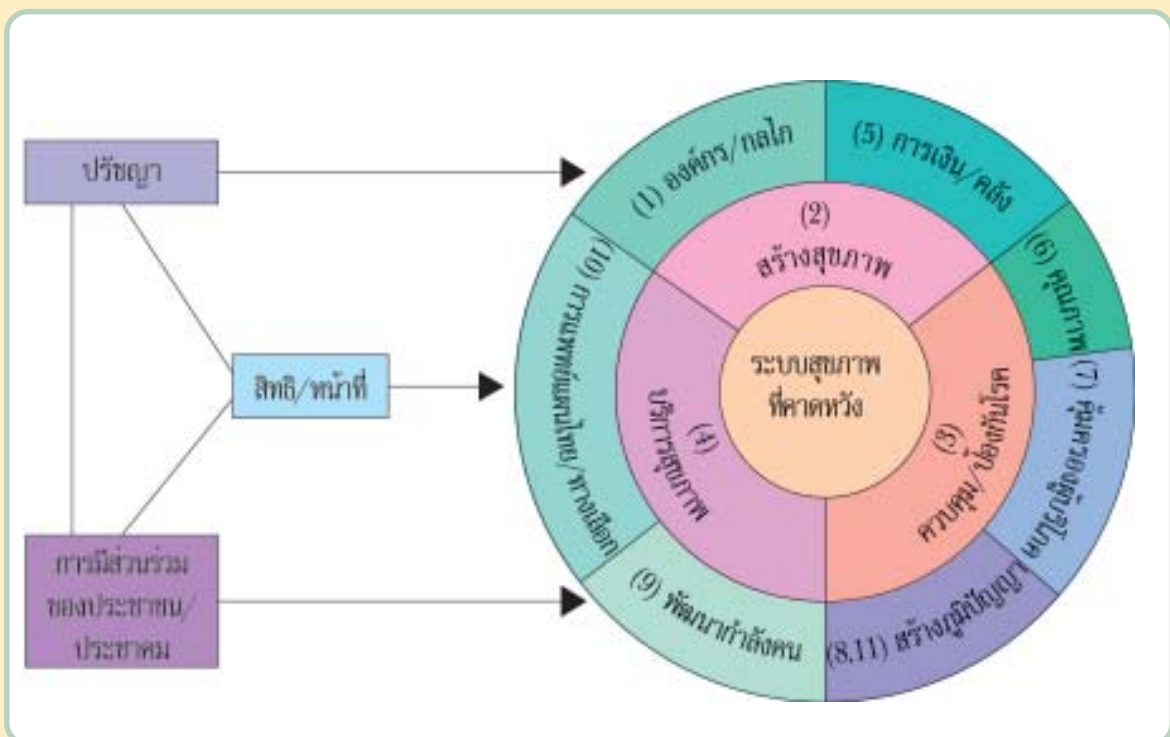 ปรัชญา
สิทธิ/หน้าที่
การมีส่วนร่วม
ของประชาชน/
ประชาคม
(1) องค์กร/กลไก
(5) การเงิน/คลัง
(6) คุณภาพ
(7) คุ้มครองผู้บริโภค
(8.11) สร้างภูมิปัญญา
(9) พัฒนากำลังคน
(10) การแพทย์แผนไทย/ทางเลือก
(2)
สร้างสุขภาพ
(3)
ควบคุม/ป้องกันโรค
(4)
บริการสุขภาพ
ระบบสุขภาพ
ที่คาดหวัง